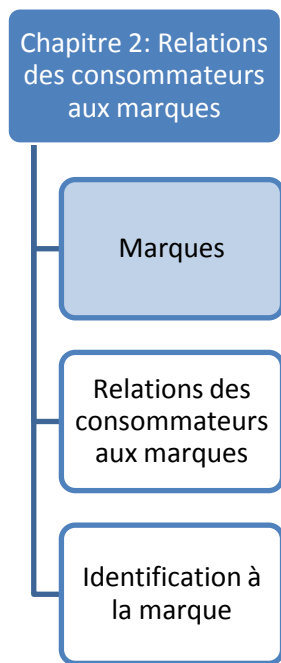 Chapitre 2: Relations
des consommateurs
aux marques
Marques
Relations des
consommateurs
aux marques
Identification à
la marque